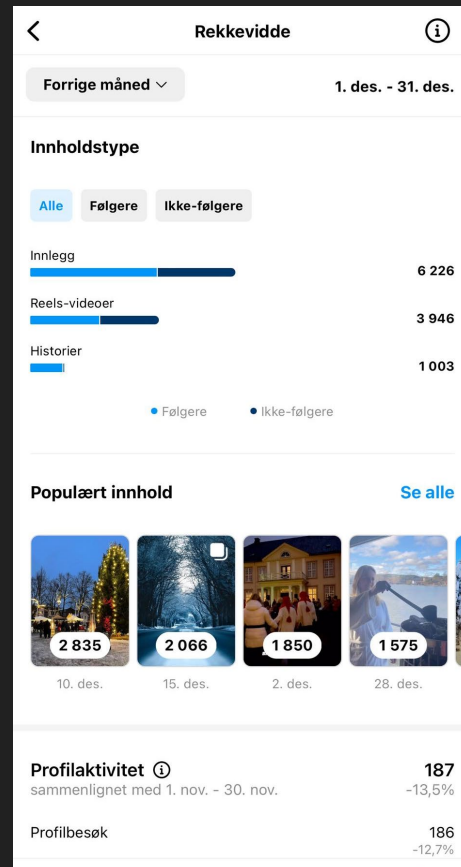 Rekkevidde
Forrige måned
1. des. - 31. des.
Innholdstype
Alle Følgere Ikke-følgere
Innlegg
6 226
Reels-videoer
3 946
Historier
1 003
Følgere Ikke-følgere
Populært innhold Se alle
2 835 2 066 1 850 1 575
10. des. 15. des. 2. des. 28. des.
Profilaktivitet 187
sammenlignet med 1. nov. - 30. nov. -13,5%
Profilbesøk 186
-12,7%